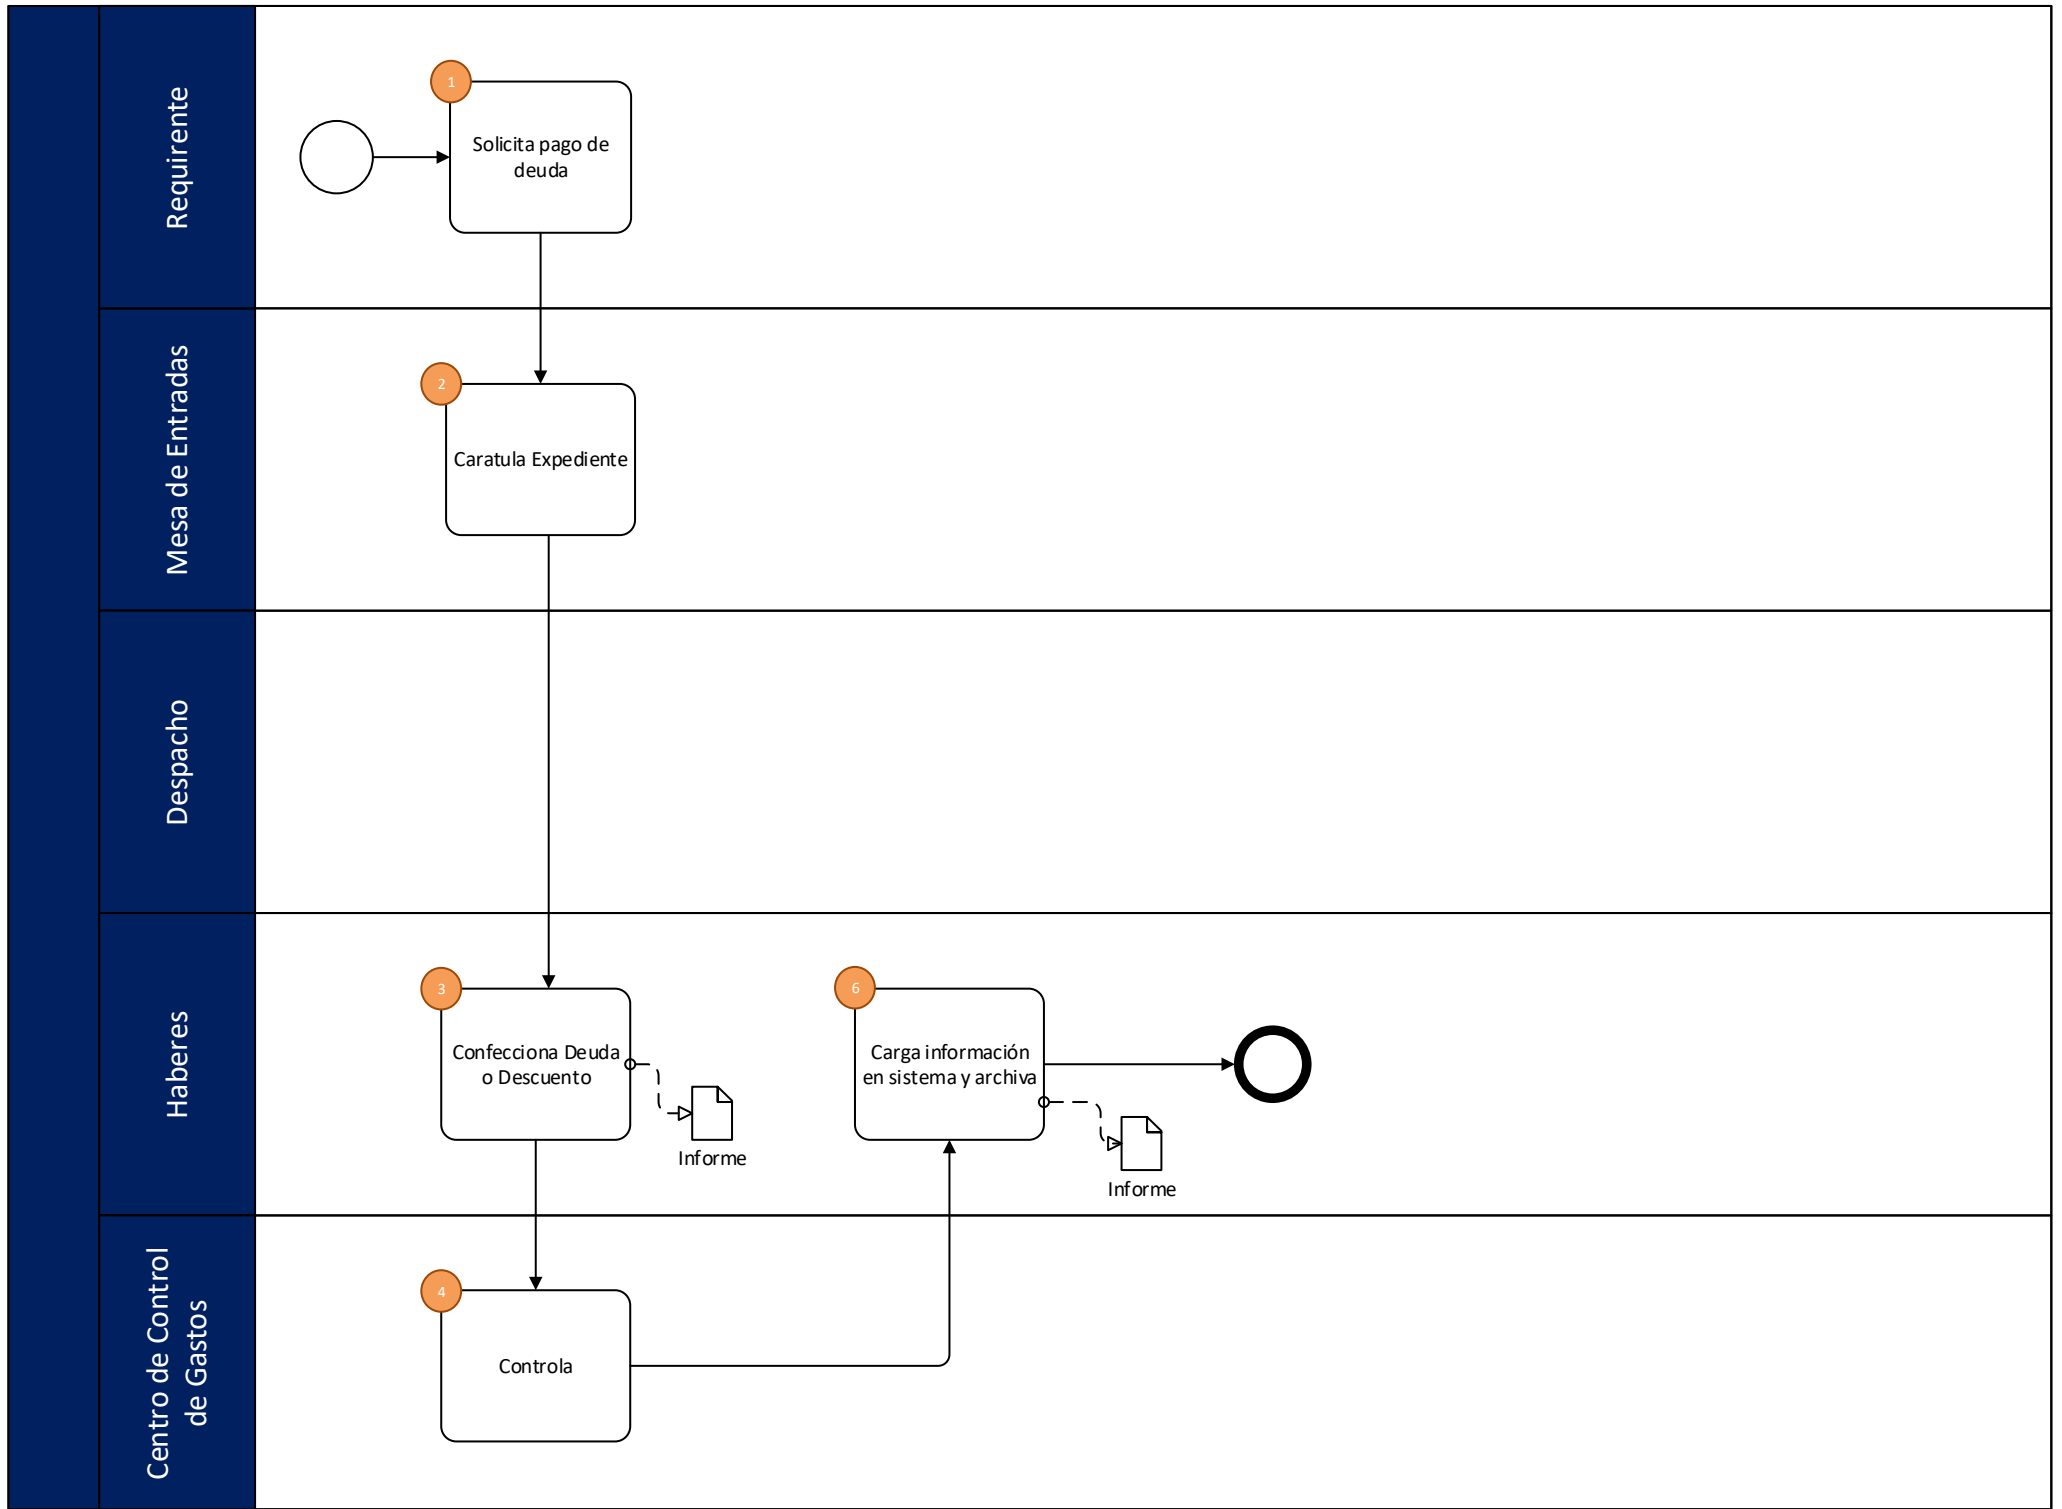 Requirente
1
Solicita pago de
deuda
Mesa de Entradas
2
Caratula Expediente
Despacho
Haberes
3
Confecciona Deuda
o Descuento
Informe
6
Carga información
en sistema y archiva
Informe
Centro de Control
de Gastos
4
Controla